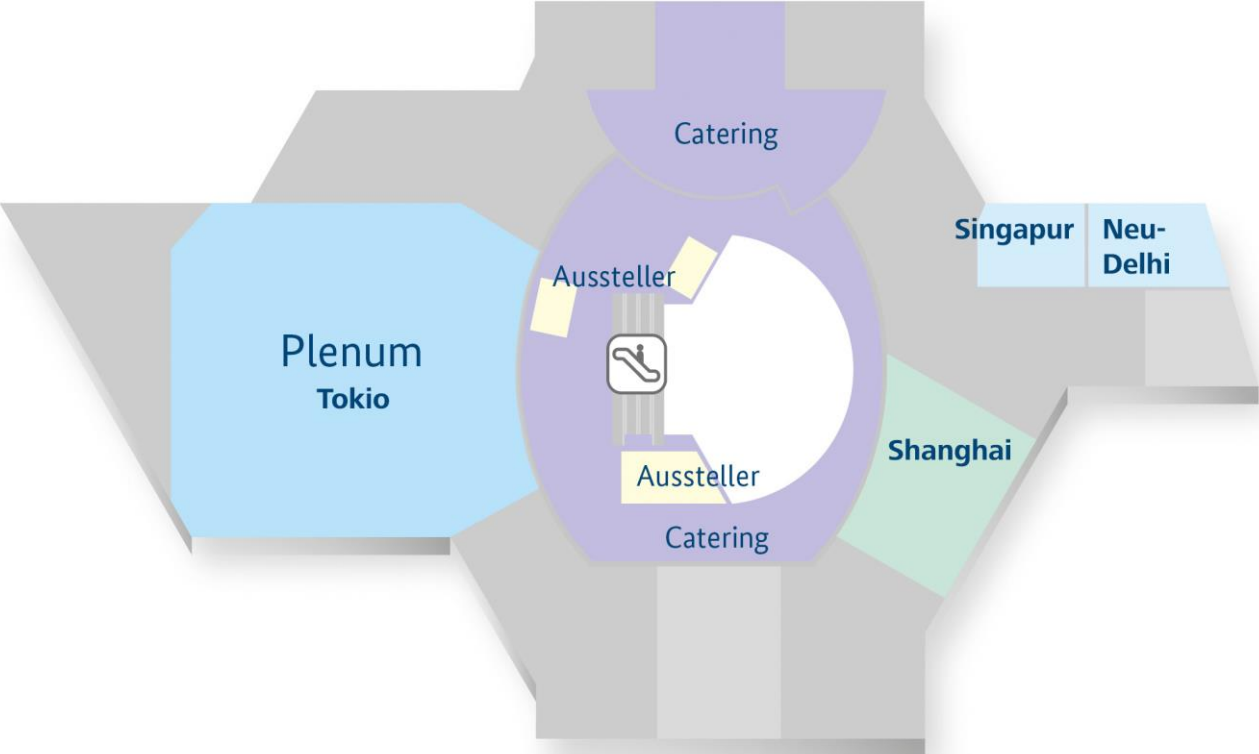 Catering
Singapur
Neu-
Delhi
Aussteller
Plenum
Tokio
Shanghai
Aussteller
Catering